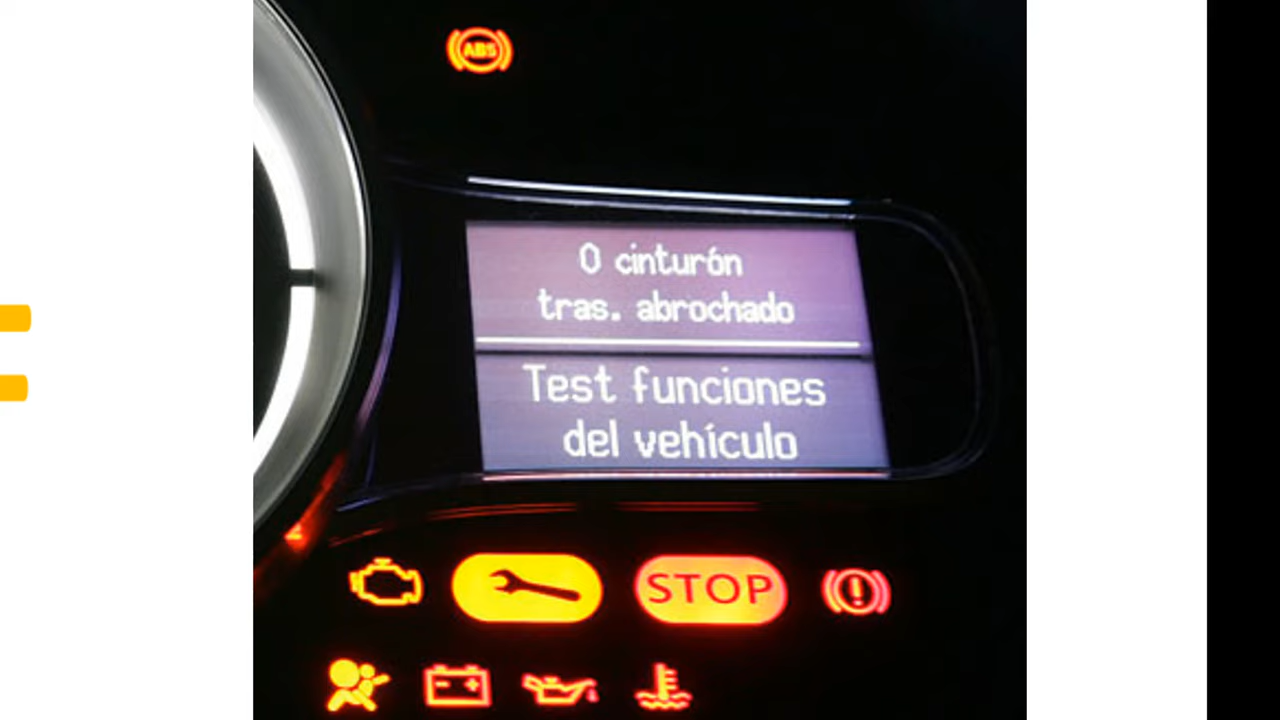 ABS
0 cinturón
tras. abrochado
Test funciones
del vehículo
STOP